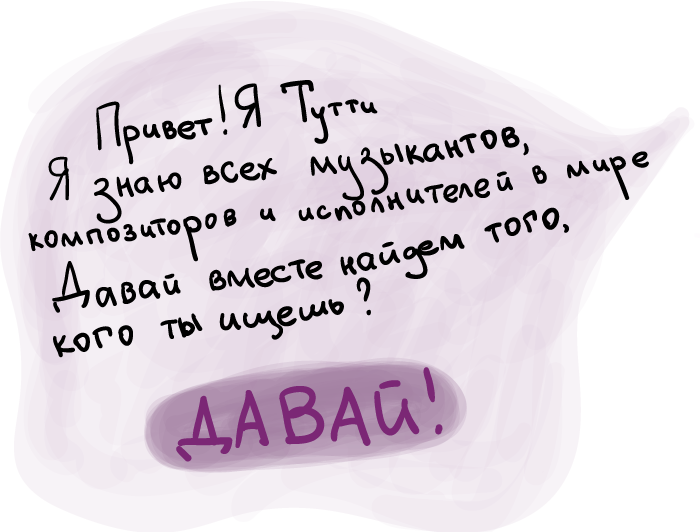 Привет! Я Тутти
Я знаю всех музыкантов,
композиторов и исполнителей в мире
Давай вместе найдем того,
кого ты ищешь?
ДАВАЙ!